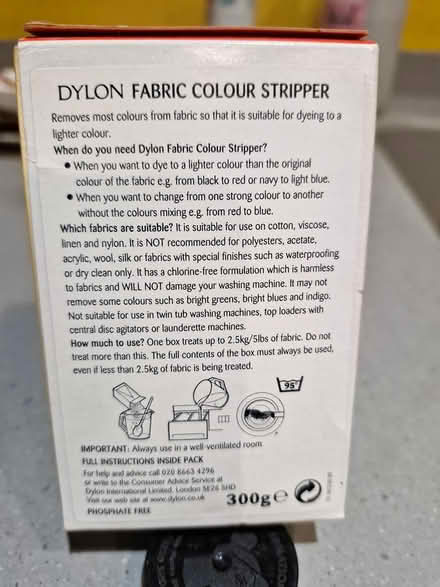 DYLON FABRIC COLOUR STRIPPER
Removes most colours from fabric so that it is suitable for dyeing to a
lighter colour.
When do you need Dylon Fabric Colour Stripper?
• When you want to dye to a lighter colour than the original
colour of the fabric e.g. from black to red or navy to light blue.
• When you want to change from one strong colour to another
without the colours mixing e.g. from red to blue.
Which fabrics are suitable? It is suitable for use on cotton, viscose,
linen and nylon. It is NOT recommended for polyesters, acetate,
acrylic, wool, silk or fabrics with special finishes such as waterproofing
or dry clean only. It has a chlorine-free formulation which is harmless
to fabrics and WILL NOT damage your washing machine. It may not
remove some colours such as bright greens, bright blues and indigo.
Not suitable for use in twin tub washing machines, top loaders with
central disc agitators or launderette machines.
How much to use? One box treats up to 2.5kg/5lbs of fabric. Do not
treat more than this. The full contents of the box must always be used,
even if less than 2.5kg of fabric is being treated.
95°
IMPORTANT: Always use in a well-ventilated room
FULL INSTRUCTIONS INSIDE PACK
For help and advice call 020 8663 4296
or write to the Consumer Advice Service at
Dylon International Limited, London SE26 5HD
Visit our web site at www.dylon.co.uk
300g e
PHOSPHATE FREE